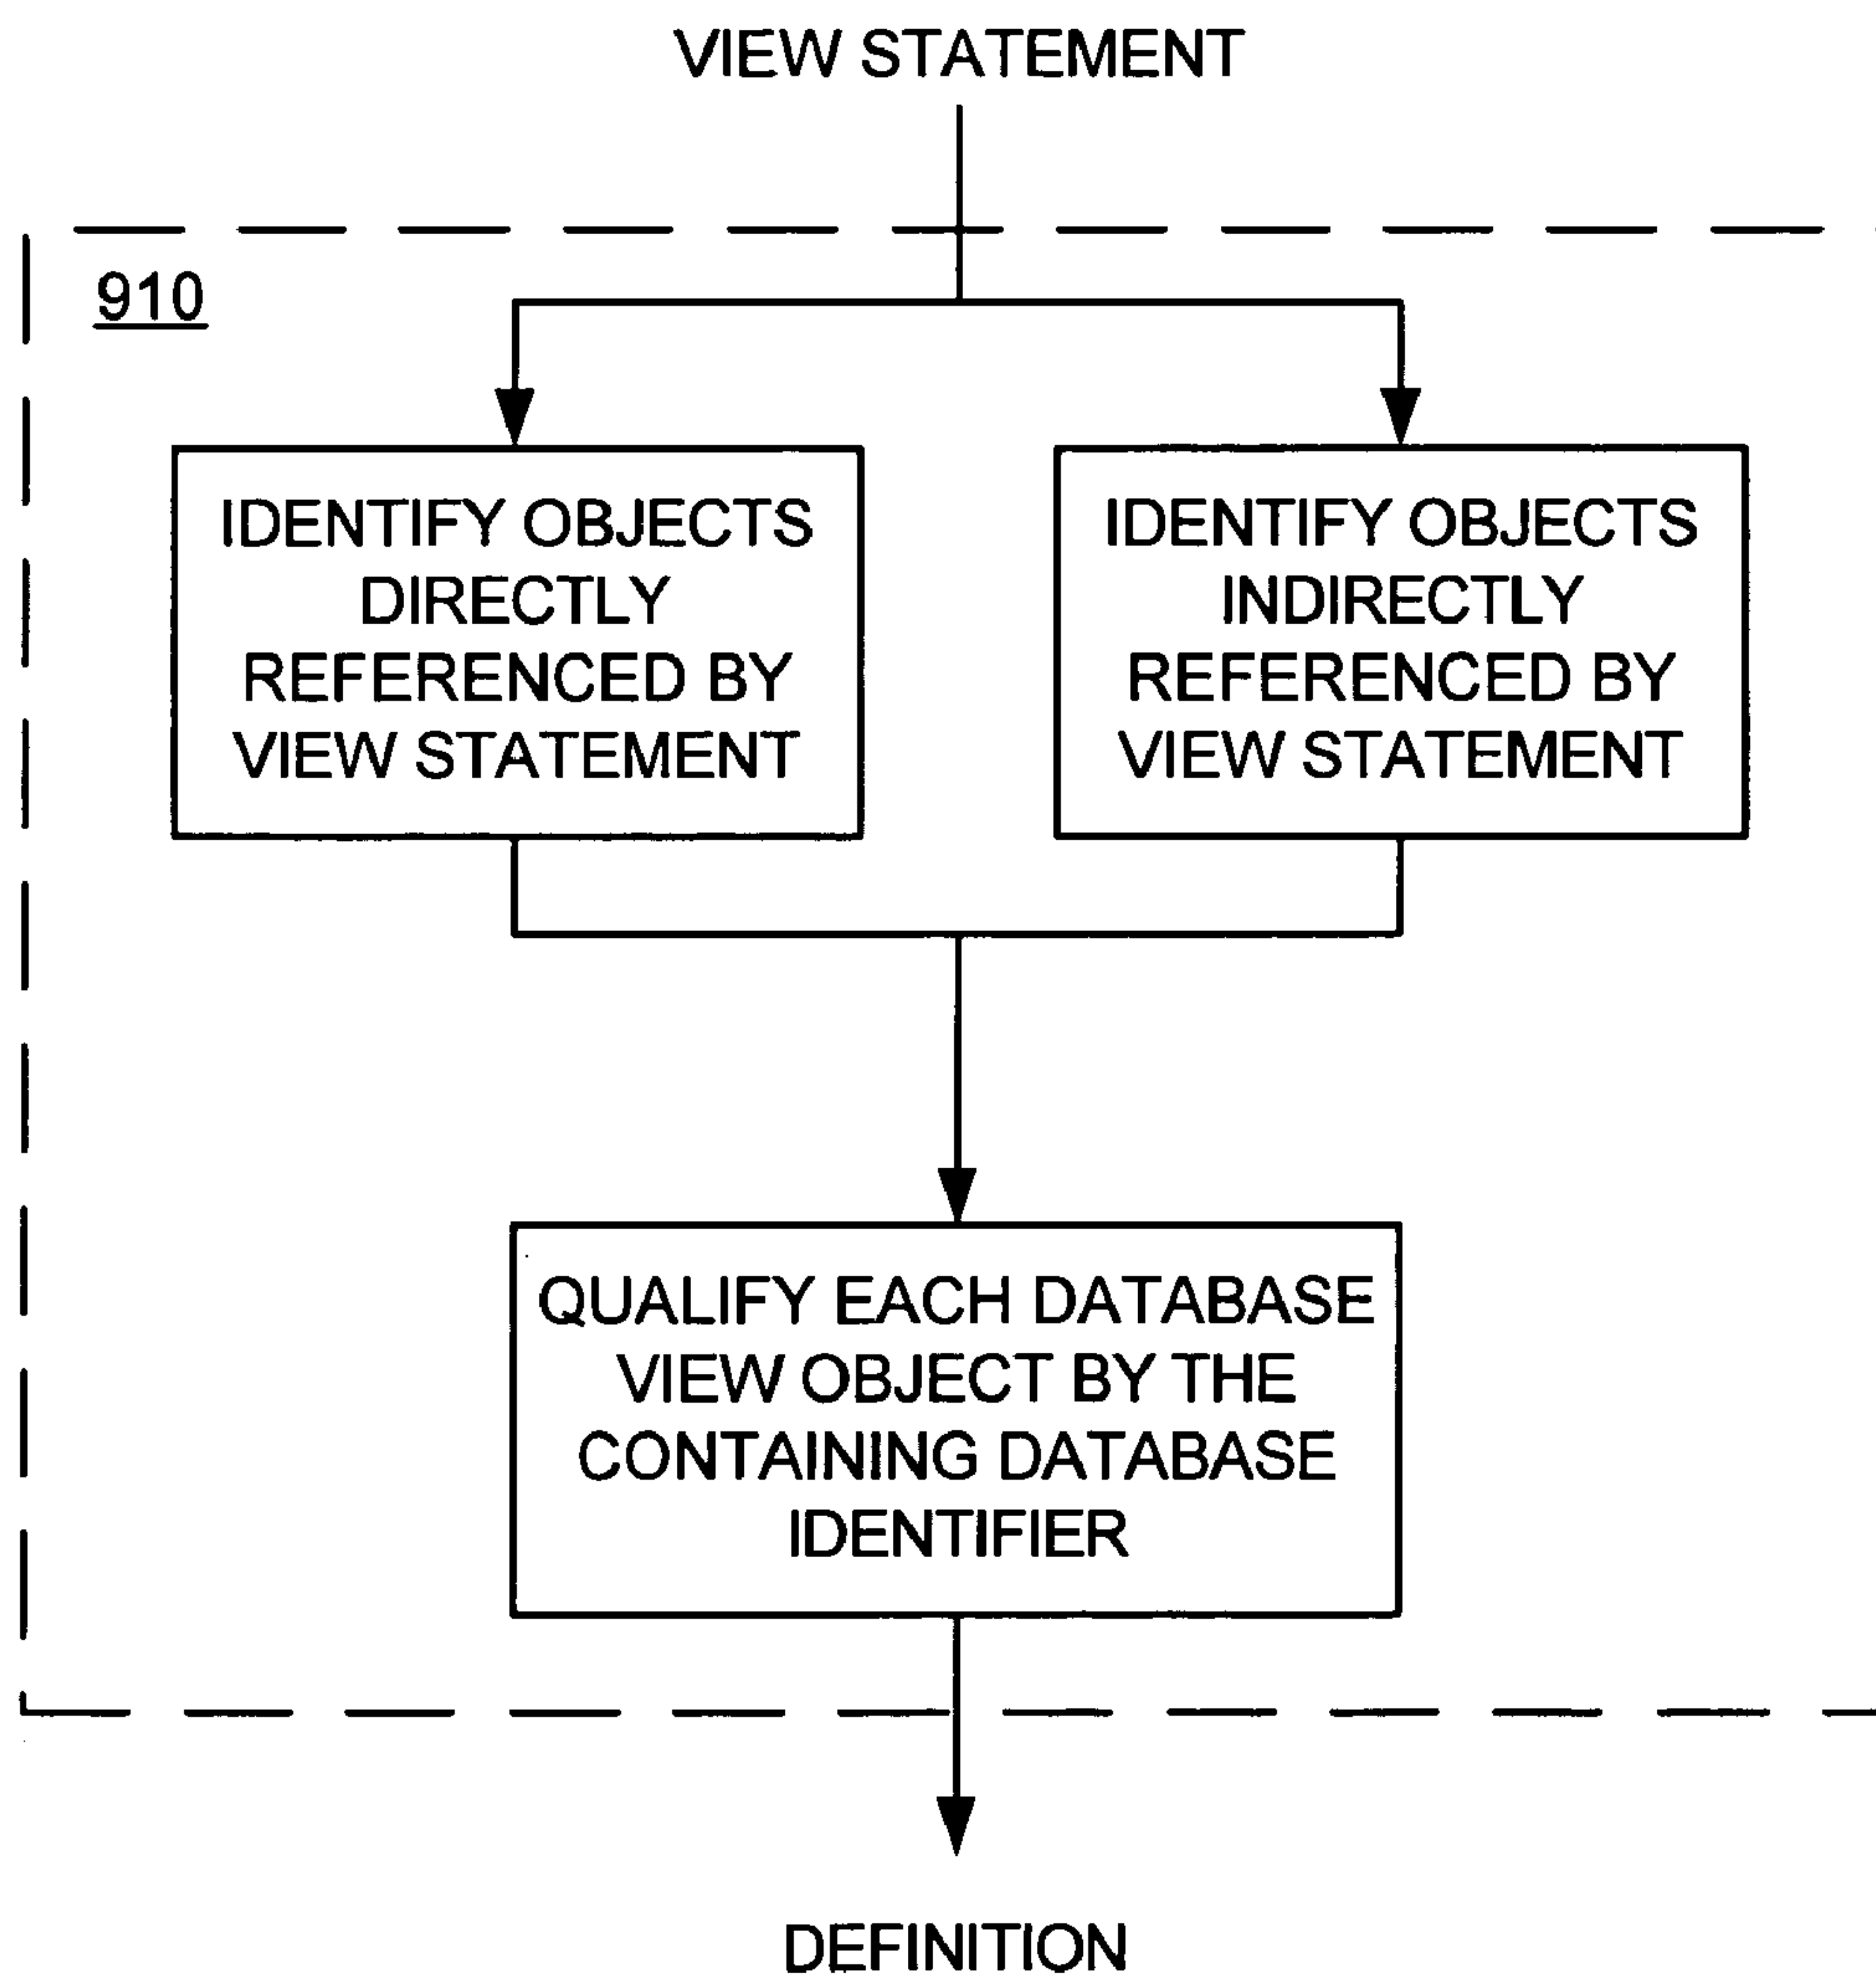 VIEW STATEMENT
910
IDENTIFY OBJECTS
DIRECTLY
REFERENCED BY
VIEW STATEMENT
IDENTIFY OBJECTS
INDIRECTLY
REFERENCED BY
VIEW STATEMENT
QUALIFY EACH DATABASE
VIEW OBJECT BY THE
CONTAINING DATABASE
IDENTIFIER
DEFINITION